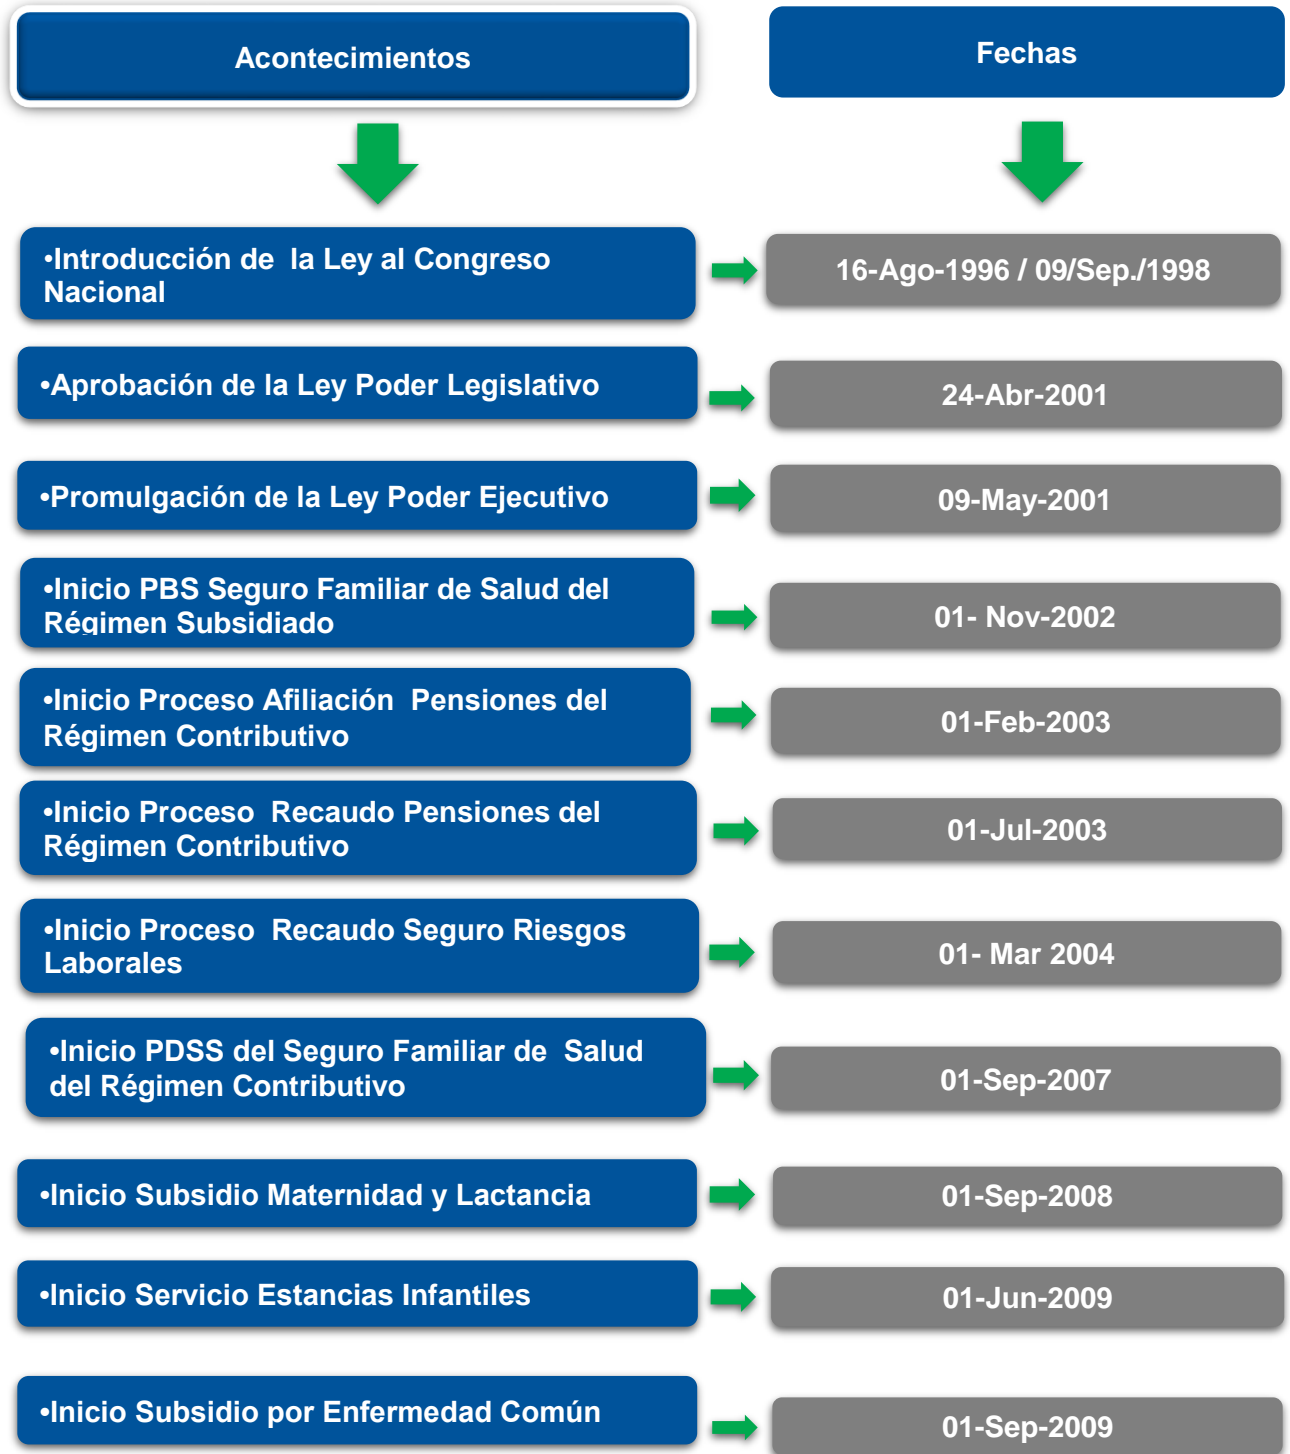 Acontecimientos
Fechas
•Introducción de la Ley al Congreso
Nacional
16-Ago-1996 / 09/Sep./1998
•Aprobación de la Ley Poder Legislativo
24-Abr-2001
•Promulgación de la Ley Poder Ejecutivo
09-May-2001
•Inicio PBS Seguro Familiar de Salud del
Régimen Subsidiado
01- Nov-2002
•Inicio Proceso Afiliación Pensiones del
Régimen Contributivo
01-Feb-2003
•Inicio Proceso Recaudo Pensiones del
Régimen Contributivo
01-Jul-2003
•Inicio Proceso Recaudo Seguro Riesgos
Laborales
01- Mar 2004
•Inicio PDSS del Seguro Familiar de Salud
del Régimen Contributivo
01-Sep-2007
•Inicio Subsidio Maternidad y Lactancia
01-Sep-2008
•Inicio Servicio Estancias Infantiles
01-Jun-2009
•Inicio Subsidio por Enfermedad Común
01-Sep-2009